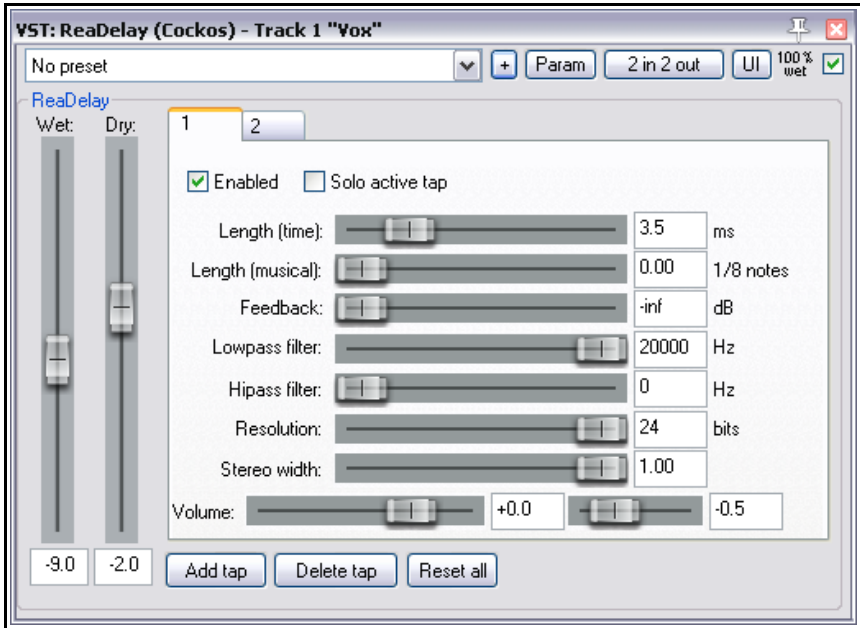 VST: ReaDelay (Cockos) - Track 1 "Vox"
No preset + Param 2 in 2 out UI 100% wet
ReaDelay
Wet: Dry: 1 2
Enabled Solo active tap
Length (time): 3.5 ms
Length (musical): 0.00 1/8 notes
Feedback: -inf dB
Lowpass filter: 20000 Hz
Hipass filter: 0 Hz
Resolution: 24 bits
Stereo width: 1.00
Volume: +0.0 -0.5
-9.0 -2.0 Add tap Delete tap Reset all